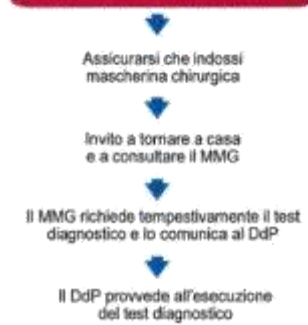 Assicurarsi che indossi
mascherina chirurgica
Invito a tornare a casa
e a consultare il MMG
Il MMG richiede tempestivamente il test
diagnostico e lo comunica al DdP
Il DdP provvede all'esecuzione
del test diagnostico